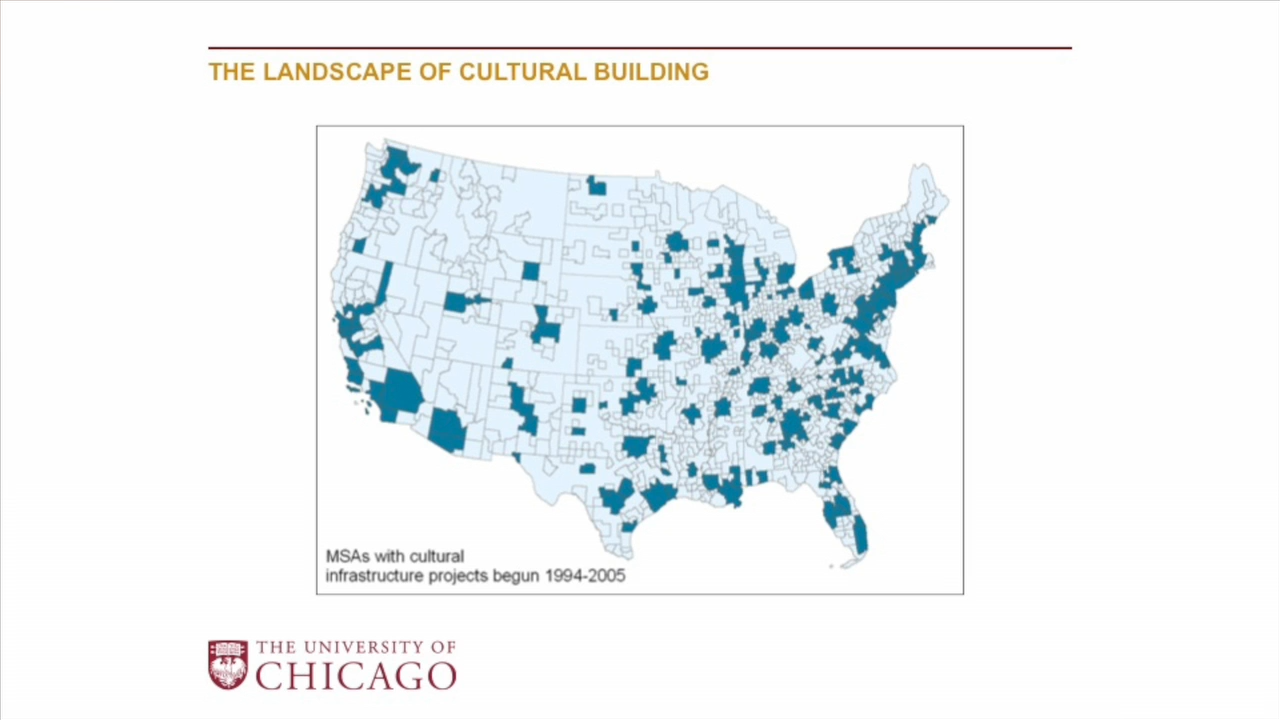 THE LANDSCAPE OF CULTURAL BUILDING
MSAs with cultural
infrastructure projects begun 1994-2005
THE UNIVERSITY OF
CHICAGO